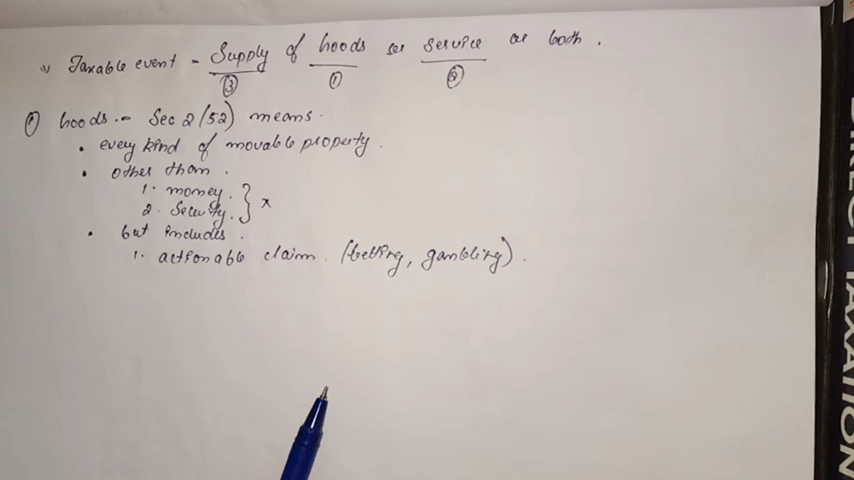 Taxable event - Supply of Goods or Service or both.
③ ① ②
① Goods - Sec 2(52) means.
• every kind of movable property.
• other than.
1. money. } x
2. Security.
• but includes.
1. actionable claim. (betting, gambling).
DIRECT TAXATION